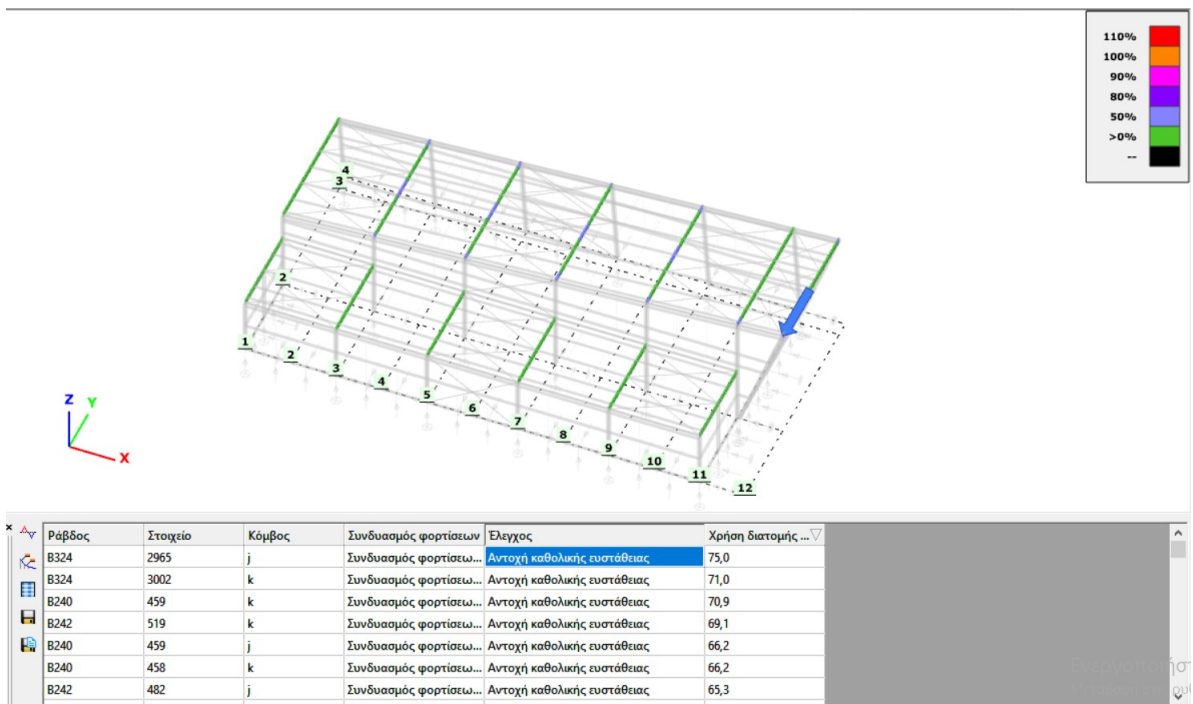 110%
100%
90%
80%
50%
>0%
--
4
3
2
1
2
3
4
5
6
7
8
9
10
11
12
Z Y
X
Ράβδος Στοιχείο Κόμβος Συνδυασμός φορτίσεων Έλεγχος Χρήση διατομής ...
B324 2965 j Συνδυασμός φορτίσεω... Αντοχή καθολικής ευστάθειας 75,0
B324 3002 k Συνδυασμός φορτίσεω... Αντοχή καθολικής ευστάθειας 71,0
B240 459 k Συνδυασμός φορτίσεω... Αντοχή καθολικής ευστάθειας 70,9
B242 519 k Συνδυασμός φορτίσεω... Αντοχή καθολικής ευστάθειας 69,1
B240 459 j Συνδυασμός φορτίσεω... Αντοχή καθολικής ευστάθειας 66,2
B240 458 k Συνδυασμός φορτίσεω... Αντοχή καθολικής ευστάθειας 66,2
B242 482 j Συνδυασμός φορτίσεω... Αντοχή καθολικής ευστάθειας 65,3